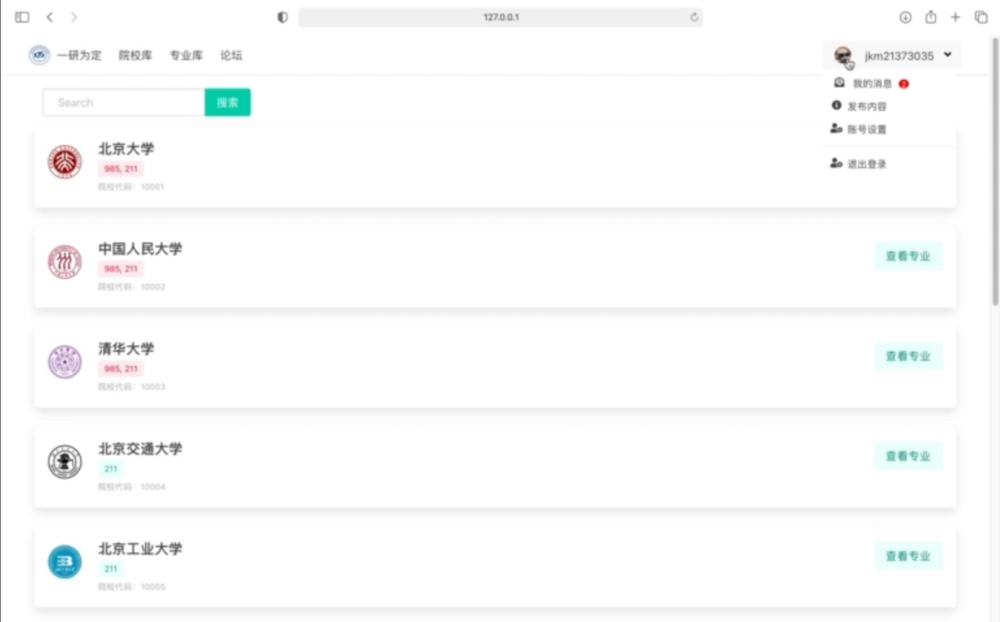 127.0.0.1
一研为定 院校库 专业库 论坛
jkm21373035
我的消息 2
发布内容
账号设置
退出登录
Search 搜索
北京大学
985, 211
院校代码：10001
中国人民大学
985, 211
院校代码：10002
查看专业
清华大学
985, 211
院校代码：10003
查看专业
北京交通大学
211
院校代码：10004
查看专业
北京工业大学
211
院校代码：10005
查看专业